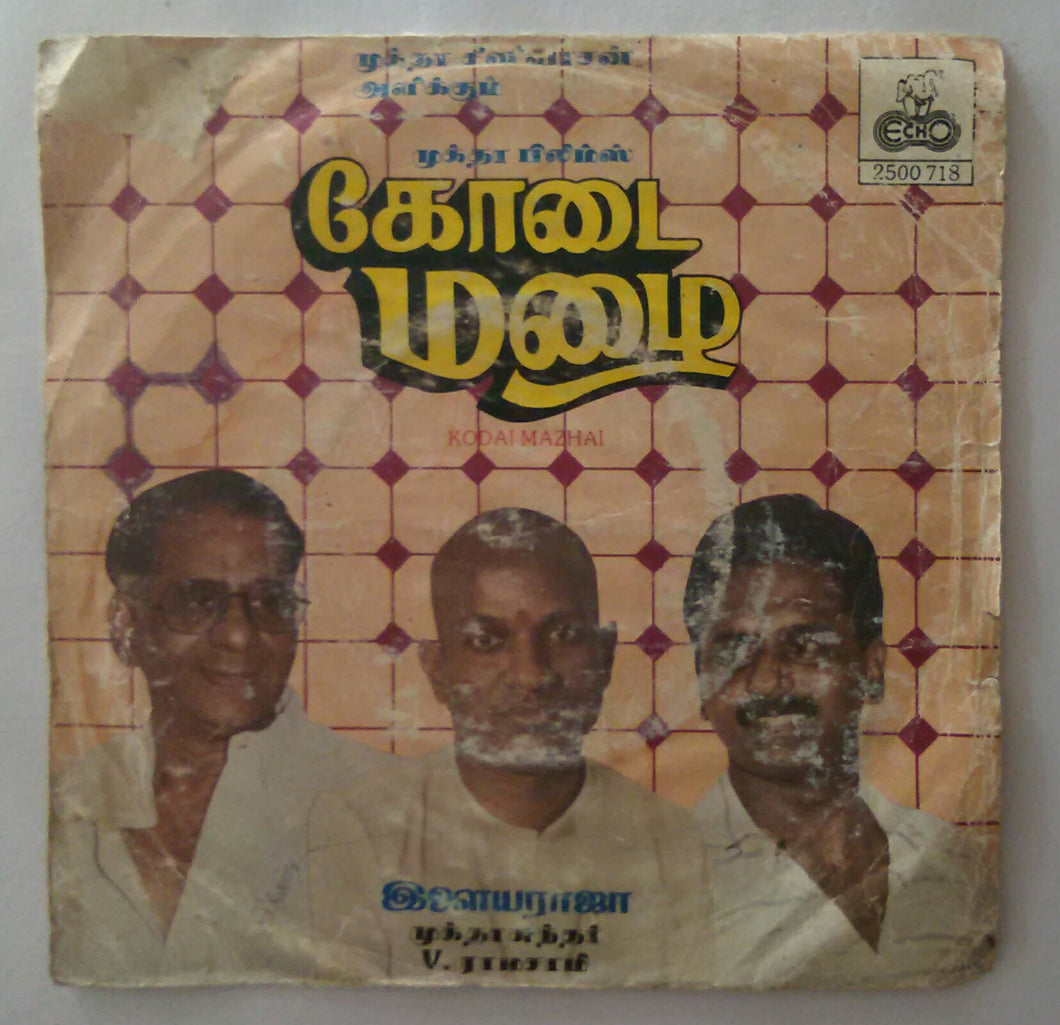 முக்தா சீனிவாசன்
அளிக்கும்
ECHO
2500 718
முக்தா பிலிம்ஸ்
கோடை
மழை
KODAI MAZHAI
இளையராஜா
முக்தாசுந்தர்
V. ராமசாமி